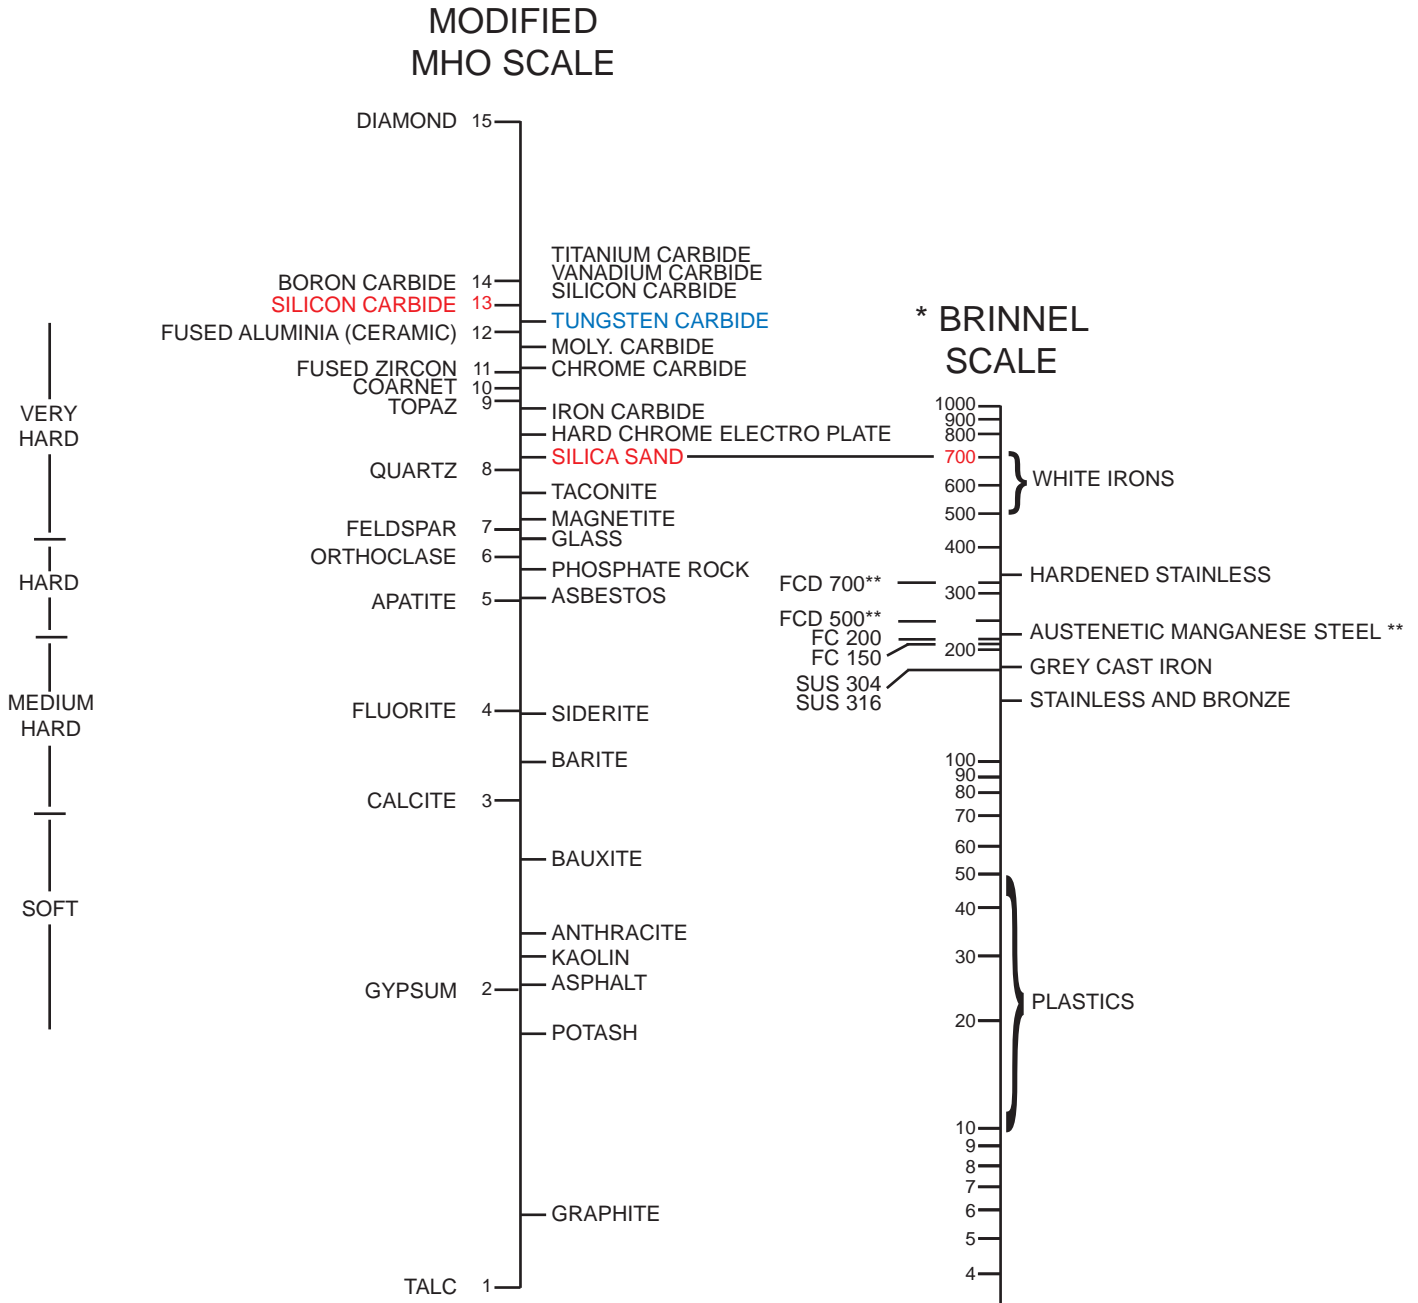 MODIFIED
MHO SCALE
DIAMOND 15
TITANIUM CARBIDE
VANADIUM CARBIDE
BORON CARBIDE 14
SILICON CARBIDE
SILICON CARBIDE 13
TUNGSTEN CARBIDE
FUSED ALUMINIA (CERAMIC) 12
MOLY. CARBIDE
FUSED ZIRCON 11
CHROME CARBIDE
COARNET 10
TOPAZ 9
IRON CARBIDE
HARD CHROME ELECTRO PLATE
SILICA SAND
QUARTZ 8
TACONITE
MAGNETITE
FELDSPAR 7
GLASS
ORTHOCLASE 6
PHOSPHATE ROCK
APATITE 5
ASBESTOS
FLUORITE 4
SIDERITE
BARITE
CALCITE 3
BAUXITE
ANTHRACITE
KAOLIN
ASPHALT
GYPSUM 2
POTASH
GRAPHITE
TALC 1
VERY
HARD
HARD
MEDIUM
HARD
SOFT
* BRINNEL
SCALE
1000
900
800
700
WHITE IRONS
600
500
400
HARDENED STAINLESS
FCD 700**
300
FCD 500**
AUSTENETIC MANGANESE STEEL **
FC 200
200
FC 150
GREY CAST IRON
SUS 304
SUS 316
STAINLESS AND BRONZE
100
90
80
70
60
50
40
30
PLASTICS
20
10
9
8
7
6
5
4